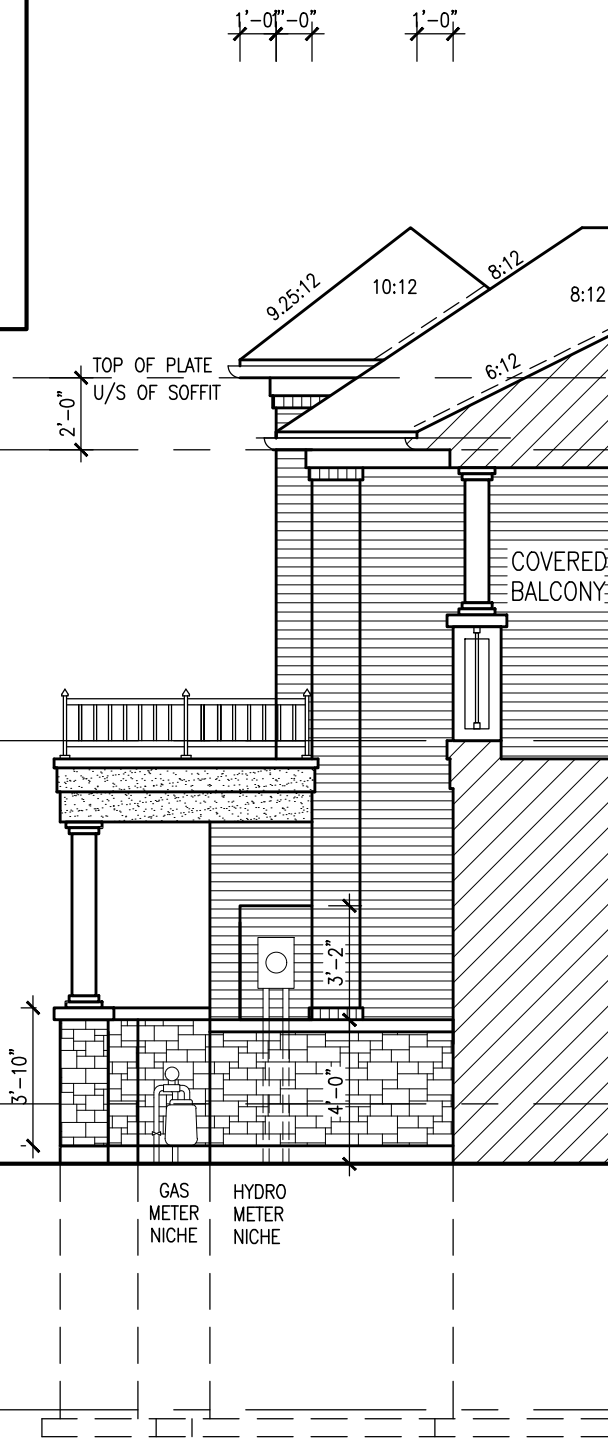 1'-0"
1'-0"
1'-0"
9.25:12
10:12
8:12
8:12
6:12
TOP OF PLATE
U/S OF SOFFIT
2'-0"
COVERED
BALCONY
3'-2"
3'-10"
4'-0"
GAS
METER
NICHE
HYDRO
METER
NICHE